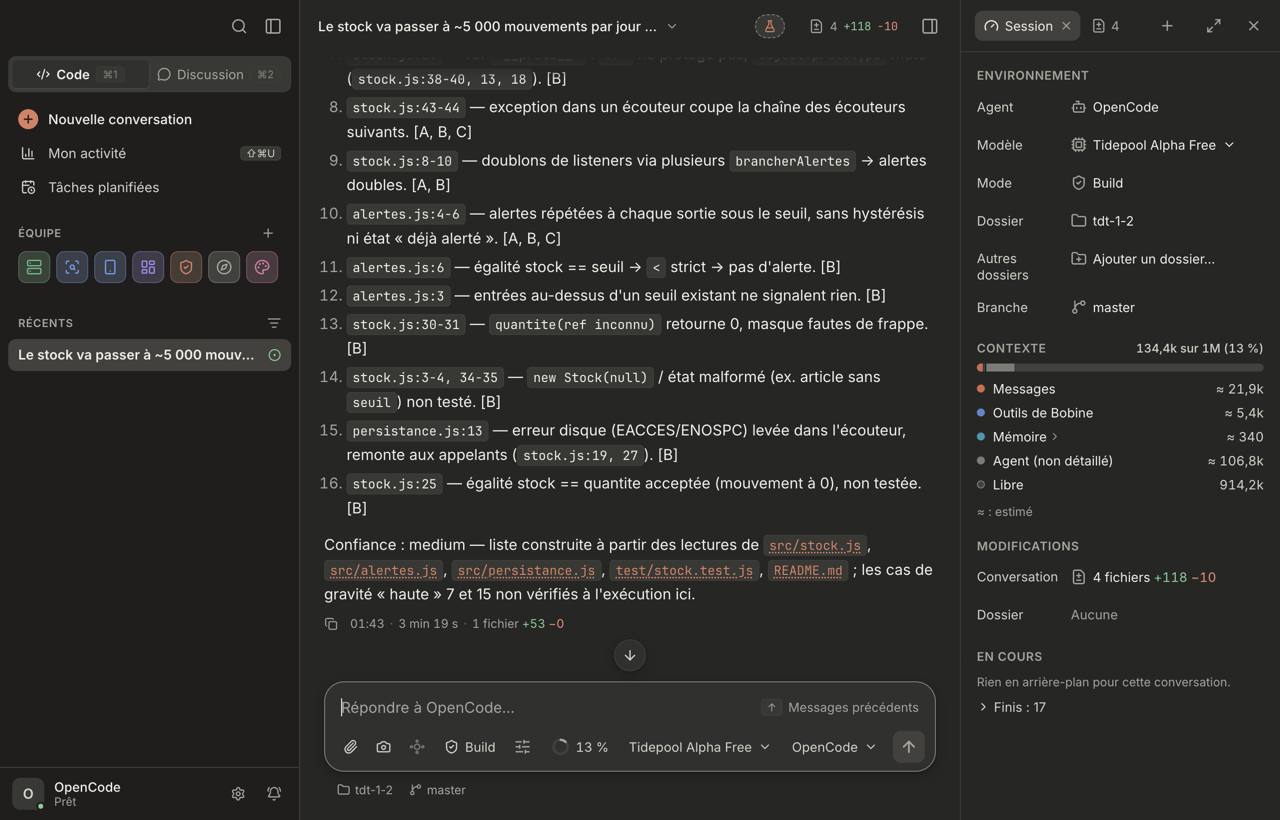 Code ⌘1
Discussion ⌘2
Nouvelle conversation
Mon activité ⇧⌘U
Tâches planifiées
ÉQUIPE
RÉCENTS
Le stock va passer à ~5 000 mouv...
OpenCode
Prêt
Le stock va passer à ~5 000 mouvements par jour ...
4 +118 -10
(stock.js:38-40, 13, 18). [B]
8. stock.js:43-44 — exception dans un écouteur coupe la chaîne des écouteurs
suivants. [A, B, C]
9. stock.js:8-10 — doublons de listeners via plusieurs brancherAlertes → alertes
doubles. [A, B]
10. alertes.js:4-6 — alertes répétées à chaque sortie sous le seuil, sans hystérésis
ni état « déjà alerté ». [A, B, C]
11. alertes.js:6 — égalité stock == seuil → < strict → pas d'alerte. [B]
12. alertes.js:3 — entrées au-dessus d'un seuil existant ne signalent rien. [B]
13. stock.js:30-31 — quantite(ref inconnu) retourne 0, masque fautes de frappe.
[B]
14. stock.js:3-4, 34-35 — new Stock(null) / état malformé (ex. article sans
seuil) non testé. [B]
15. persistance.js:13 — erreur disque (EACCES/ENOSPC) levée dans l'écouteur,
remonte aux appelants (stock.js:19, 27). [B]
16. stock.js:25 — égalité stock == quantite acceptée (mouvement à 0), non testée.
[B]
Confiance : medium — liste construite à partir des lectures de src/stock.js,
src/alertes.js, src/persistance.js, test/stock.test.js, README.md ; les cas de
gravité « haute » 7 et 15 non vérifiés à l'exécution ici.
01:43 · 3 min 19 s · 1 fichier +53 −0
Répondre à OpenCode...
Messages précédents
Build
13 %
Tidepool Alpha Free
OpenCode
tdt-1-2
master
Session
4
ENVIRONNEMENT
Agent OpenCode
Modèle Tidepool Alpha Free
Mode Build
Dossier tdt-1-2
Autres dossiers Ajouter un dossier...
Branche master
CONTEXTE 134,4k sur 1M (13 %)
Messages ≈ 21,9k
Outils de Bobine ≈ 5,4k
Mémoire ≈ 340
Agent (non détaillé) ≈ 106,8k
Libre 914,2k
≈ : estimé
MODIFICATIONS
Conversation 4 fichiers +118 −10
Dossier Aucune
EN COURS
Rien en arrière-plan pour cette conversation.
Finis : 17